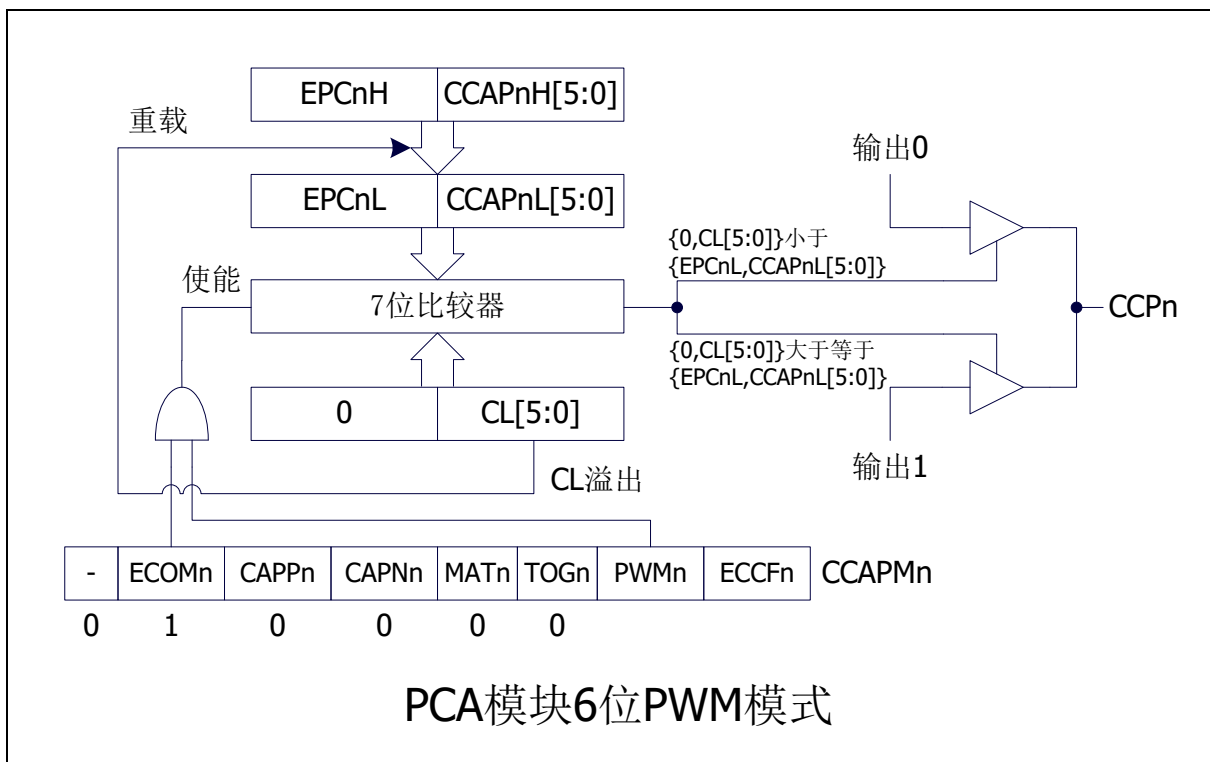 EPCnH CCAPnH[5:0]
重载
输出0
EPCnL CCAPnL[5:0]
{0,CL[5:0]}小于
{EPCnL,CCAPnL[5:0]}
使能
7位比较器
CCPn
{0,CL[5:0]}大于等于
{EPCnL,CCAPnL[5:0]}
0 CL[5:0]
输出1
CL溢出
- ECOMn CAPPn CAPNn MATn TOGn PWMn ECCFn CCAPMn
0 1 0 0 0 0
PCA模块6位PWM模式